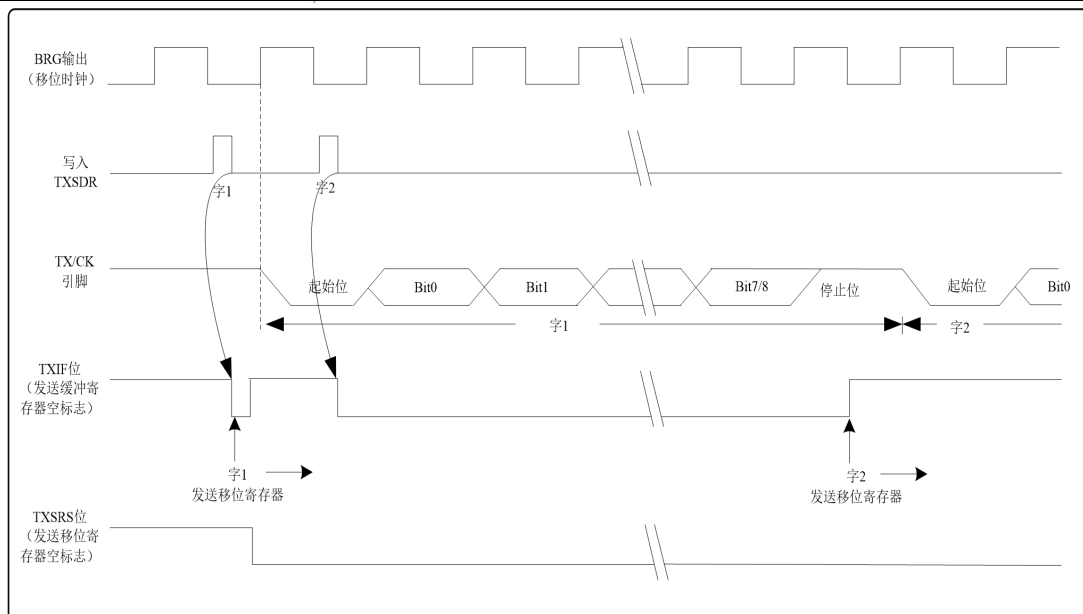 BRG输出
（移位时钟）
写入
TXSDR
字1
字2
TX/CK
引脚
起始位
Bit0
Bit1
Bit7/8
停止位
起始位
Bit0
字1
字2
TXIF位
（发送缓冲寄
存器空标志）
字1
发送移位寄存器
字2
发送移位寄存器
TXSRS位
（发送移位寄
存器空标志）